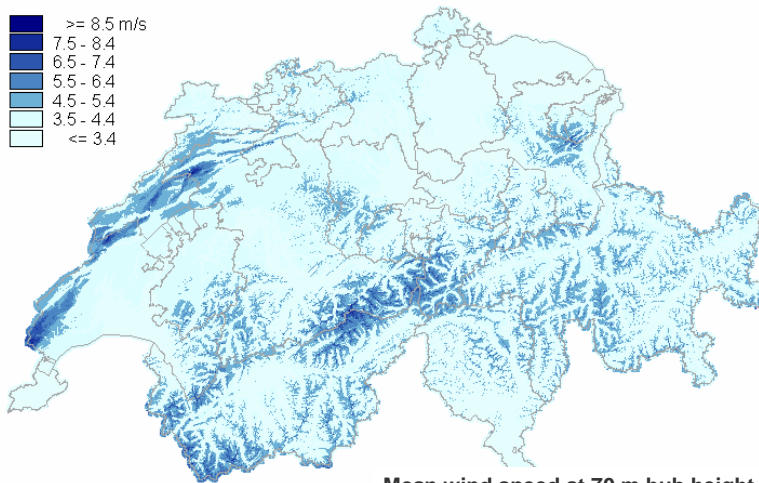 >= 8.5 m/s
7.5 - 8.4
6.5 - 7.4
5.5 - 6.4
4.5 - 5.4
3.5 - 4.4
<= 3.4
Mean wind speed at 70 m hub height